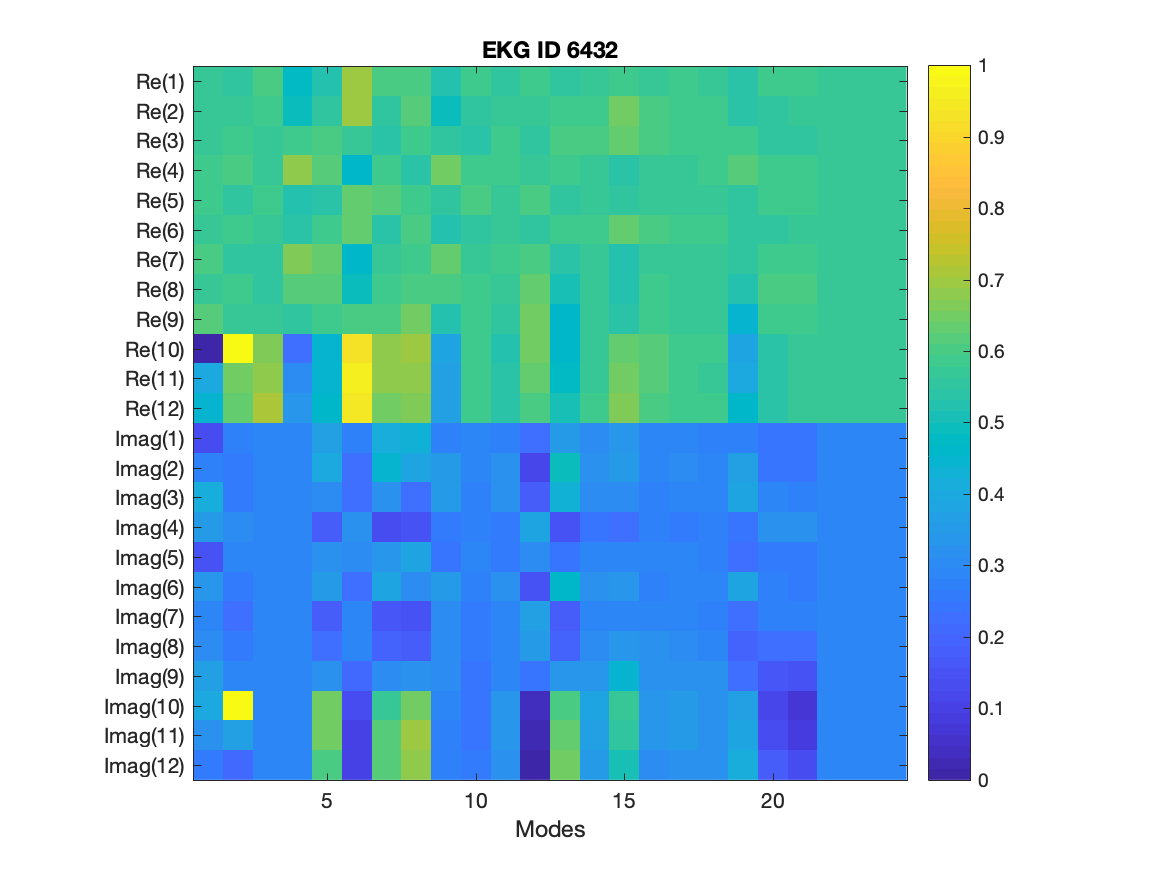 EKG ID 6432
Re(1)
Re(2)
Re(3)
Re(4)
Re(5)
Re(6)
Re(7)
Re(8)
Re(9)
Re(10)
Re(11)
Re(12)
Imag(1)
Imag(2)
Imag(3)
Imag(4)
Imag(5)
Imag(6)
Imag(7)
Imag(8)
Imag(9)
Imag(10)
Imag(11)
Imag(12)
5 10 15 20
Modes
1
0.9
0.8
0.7
0.6
0.5
0.4
0.3
0.2
0.1
0